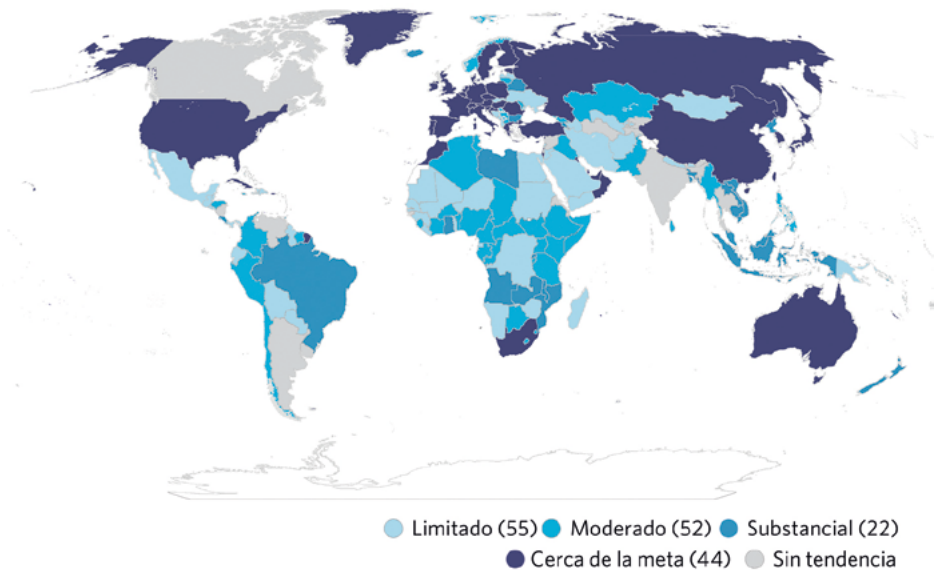 Limitado (55) Moderado (52) Substancial (22)
Cerca de la meta (44) Sin tendencia